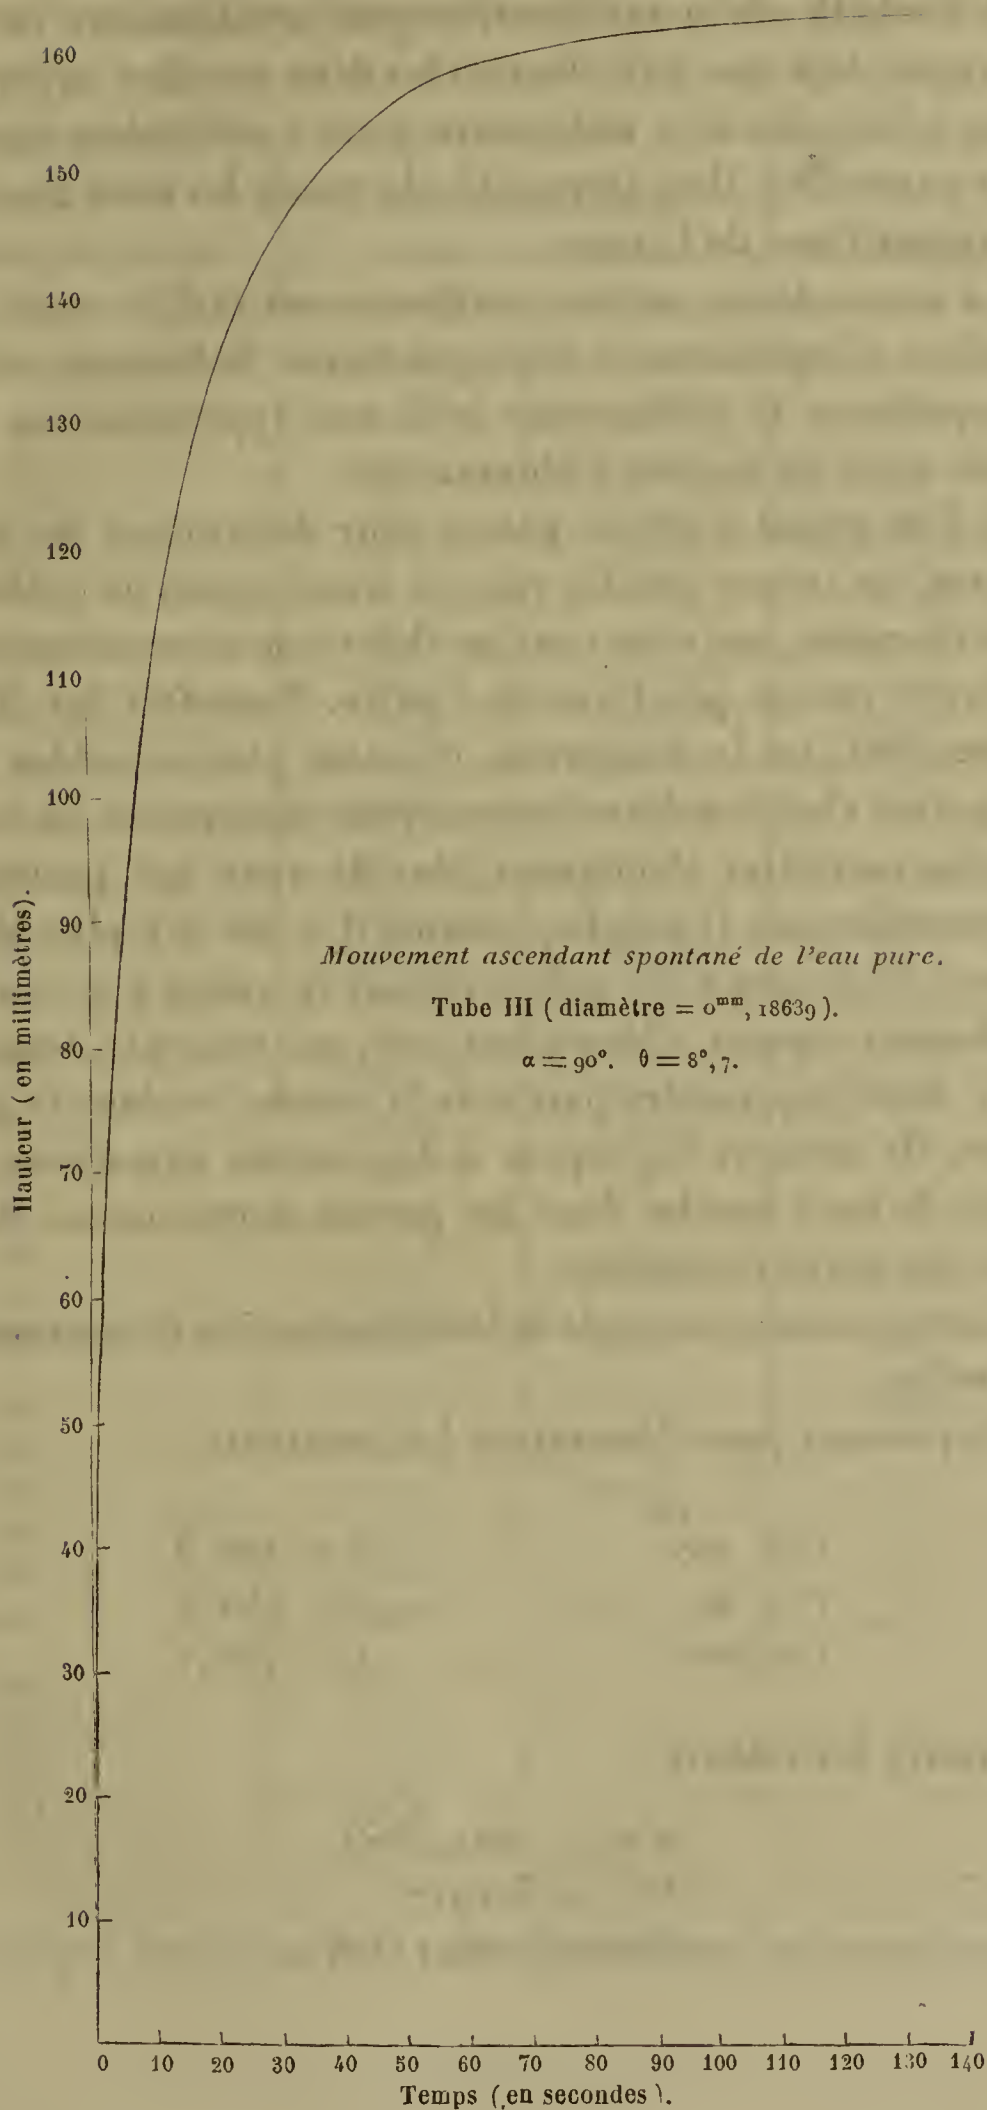 160
150
140
130
120
110
100
90
80
70
60
50
40
30
20
10
Hauteur (en millimètres).
Mouvement ascendant spontané de l'eau pure.
Tube III (diamètre = 0mm, 18639).
α = 90°. θ = 8°, 7.
0 10 20 30 40 50 60 70 80 90 100 110 120 130 140
Temps (en secondes).